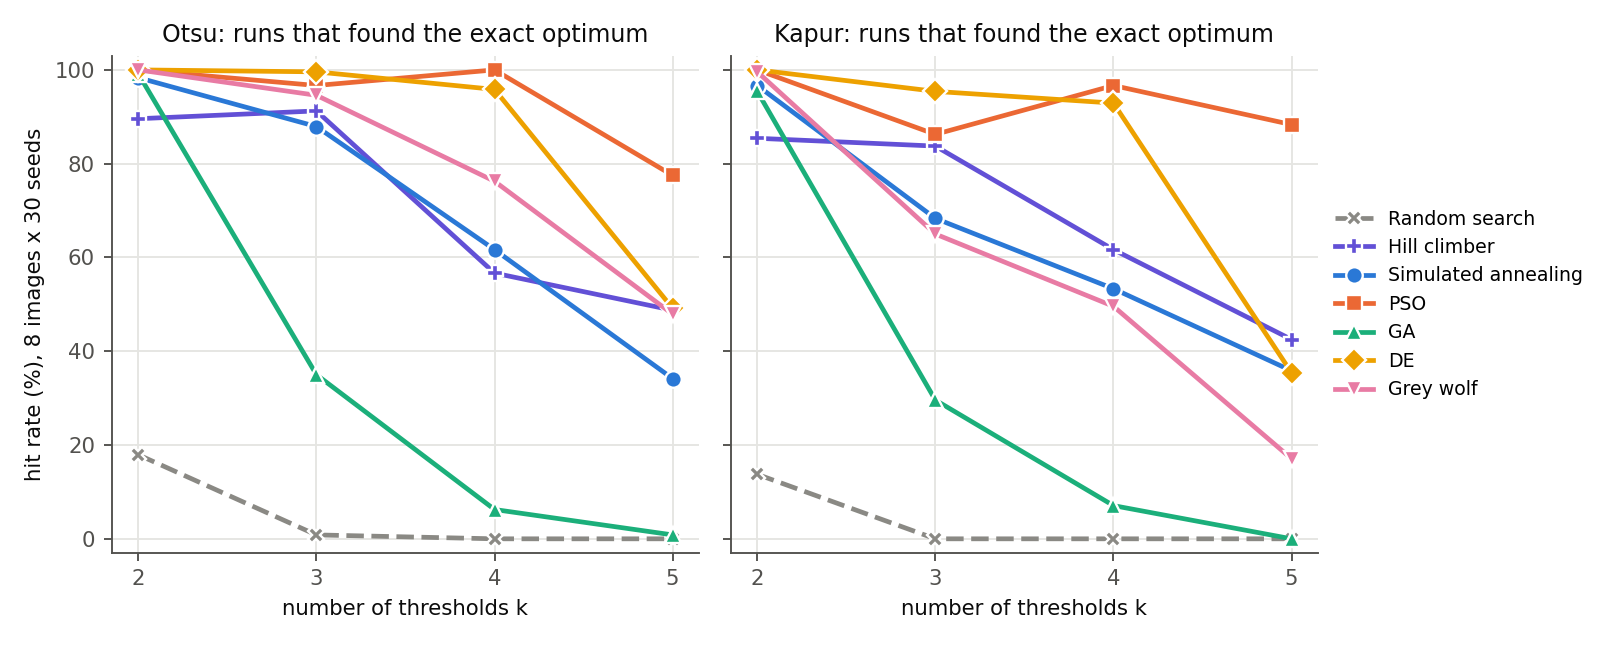 Otsu: runs that found the exact optimum
Kapur: runs that found the exact optimum
hit rate (%), 8 images x 30 seeds
100
80
60
40
20
0
2
3
4
5
number of thresholds k
2
3
4
5
number of thresholds k
Random search
Hill climber
Simulated annealing
PSO
GA
DE
Grey wolf